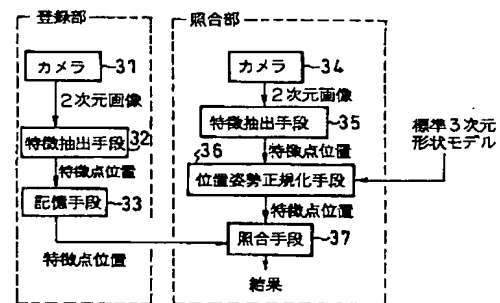 登録部
カメラ 31
2次元画像
特徴抽出手段 32
特徴点位置
記憶手段 33
特徴点位置
照合部
カメラ 34
2次元画像
特徴抽出手段 35
36 特徴点位置
位置姿勢正規化手段
標準3次元
形状モデル
特徴点位置
照合手段 37
結果